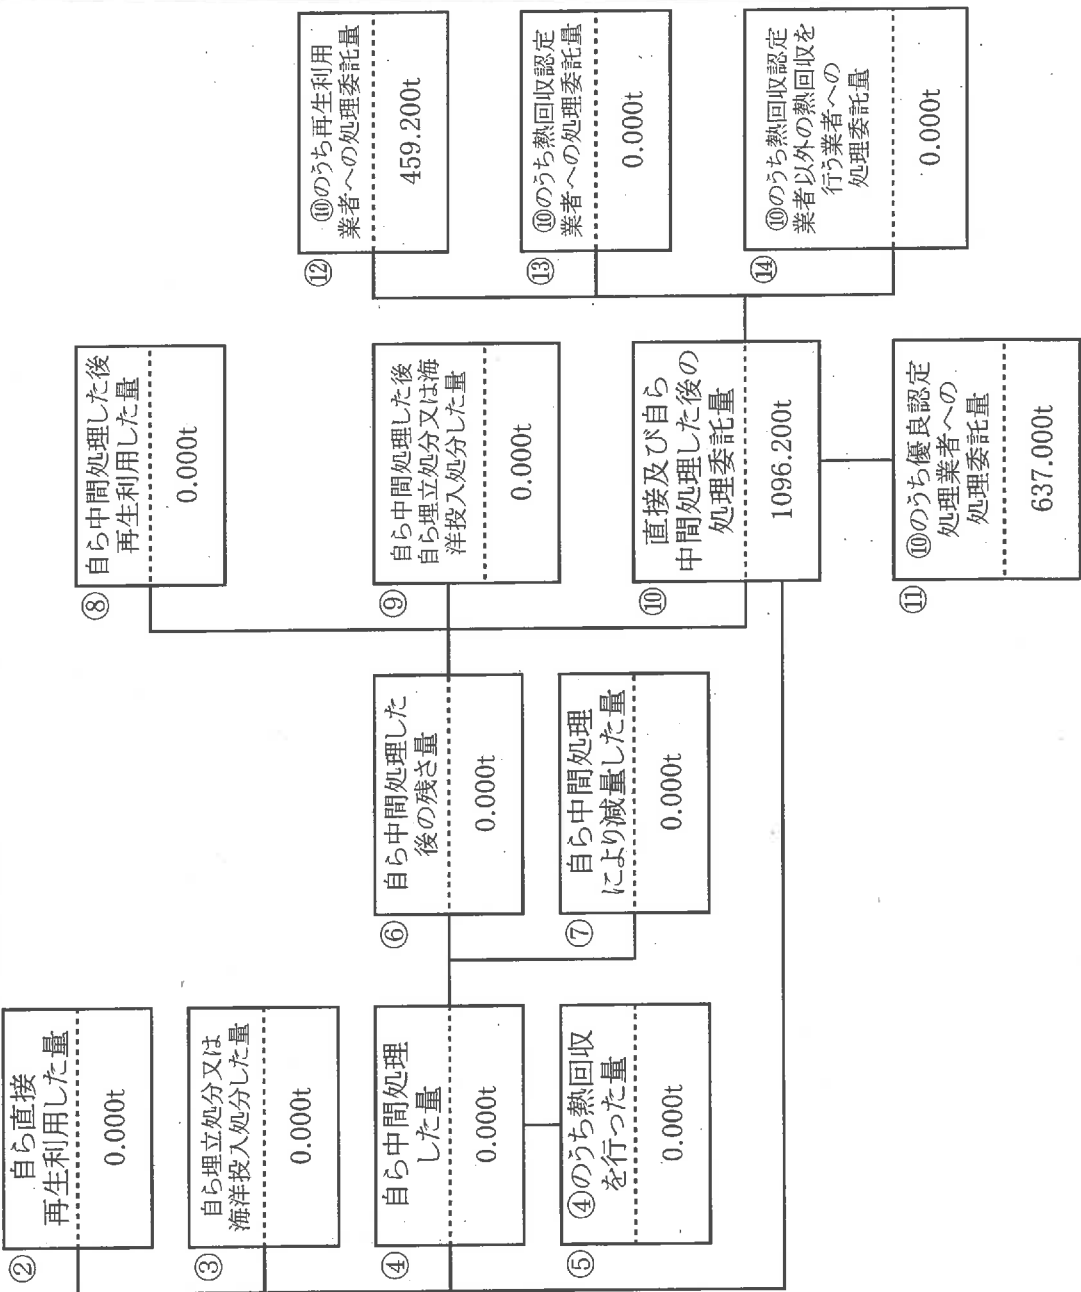 ②
自ら直接
再生利用した量
0.000t
③
自ら埋立処分又は
海洋投入処分した量
0.000t
④
自ら中間処理
した量
0.000t
⑤
④のうち熱回収
を行った量
0.000t
⑥
自ら中間処理した
後の残さ量
0.000t
⑦
自ら中間処理
により減量した量
0.000t
⑧
自ら中間処理した後
再生利用した量
0.000t
⑨
自ら中間処理した後
自ら埋立処分又は海
洋投入処分した量
0.000t
⑩
直接及び自ら
中間処理した後の
処理委託量
1096.200t
⑪
⑩のうち優良認定
処理業者への
処理委託量
637.000t
⑫
⑩のうち再生利用
業者への処理委託量
459.200t
⑬
⑩のうち熱回収認定
業者への処理委託量
0.000t
⑭
⑩のうち熱回収認定
業者以外の熱回収を
行う業者への
処理委託量
0.000t